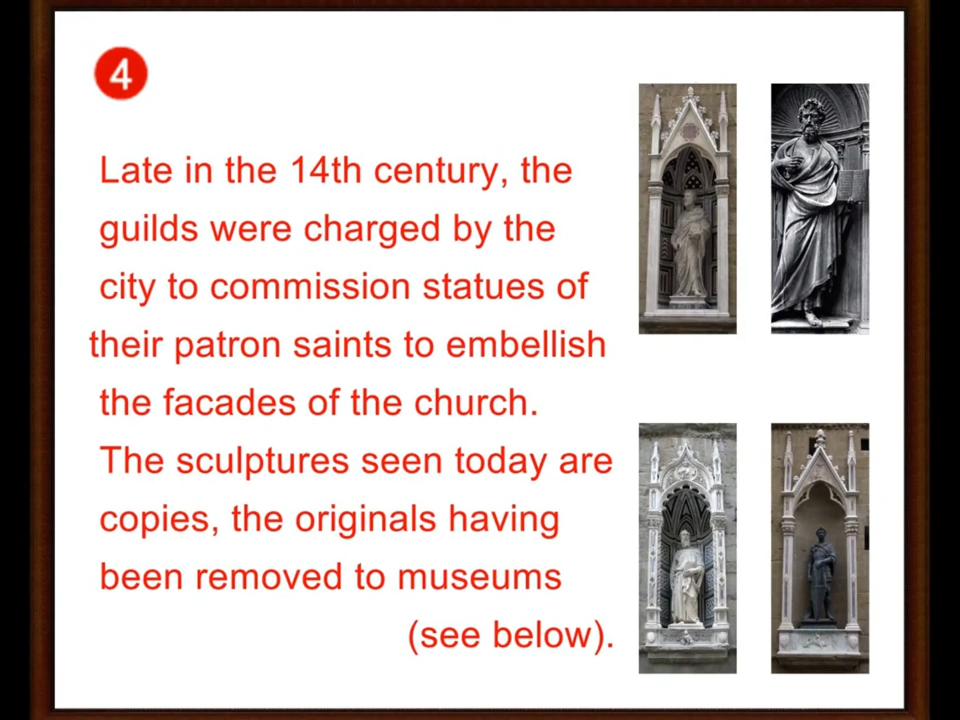 4
Late in the 14th century, the
guilds were charged by the
city to commission statues of
their patron saints to embellish
the facades of the church.
The sculptures seen today are
copies, the originals having
been removed to museums
(see below).